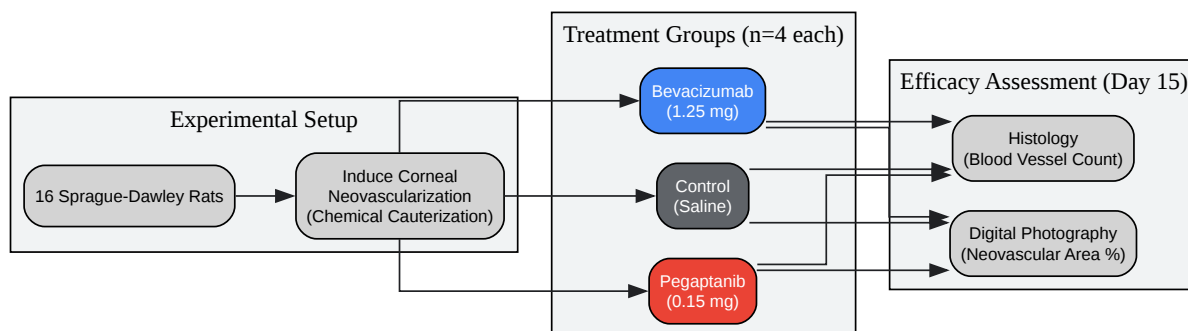 Experimental Setup
16 Sprague-Dawley Rats
Induce Corneal
Neovascularization
(Chemical Cauterization)
Treatment Groups (n=4 each)
Bevacizumab
(1.25 mg)
Control
(Saline)
Pegaptanib
(0.15 mg)
Efficacy Assessment (Day 15)
Histology
(Blood Vessel Count)
Digital Photography
(Neovascular Area %)